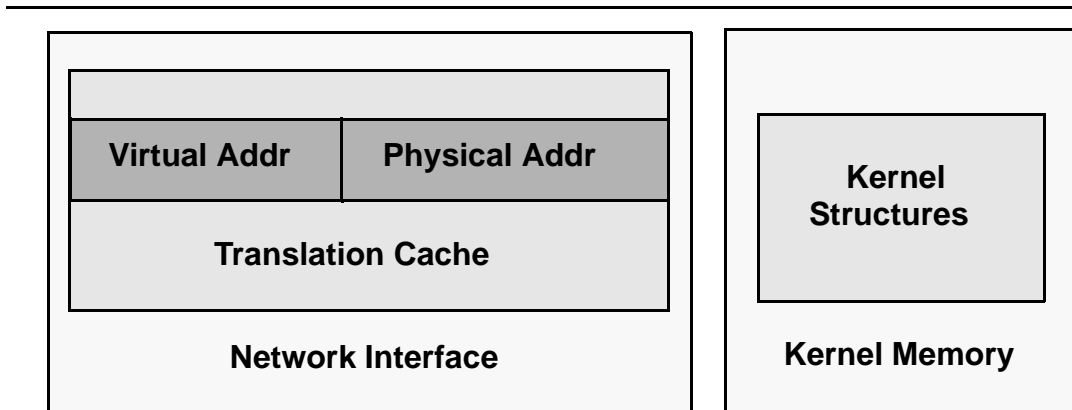 Virtual Addr
Physical Addr
Translation Cache
Network Interface
Kernel
Structures
Kernel Memory